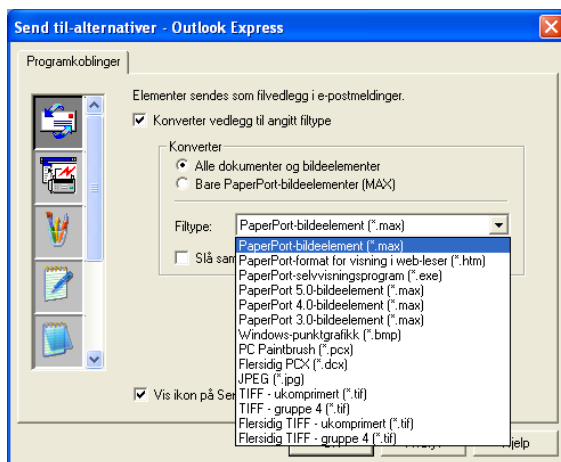 Send til-alternativer - Outlook Express
Programkoblinger
Elementer sendes som filvedlegg i e-postmeldinger.
Konverter vedlegg til angitt filtype
Konverter
Alle dokumenter og bildeelementer
Bare PaperPort-bildeelementer (MAX)
Filtype: PaperPort-bildeelement (*.max)
PaperPort-bildeelement (*.max)
PaperPort-format for visning i web-leser (*.htm)
Slå
PaperPort-selvvisningsprogram (*.exe)
PaperPort 5.0-bildeelement (*.max)
PaperPort 4.0-bildeelement (*.max)
PaperPort 3.0-bildeelement (*.max)
Windows-punktgrafikk (*.bmp)
PC Paintbrush (*.pcx)
Flersidig PCX (*.dcx)
JPEG (*.jpg)
Vis ikon på
TIFF - ukomprimert (*.tif)
TIFF - gruppe 4 (*.tif)
Flersidig TIFF - ukomprimert (*.tif)
Flersidig TIFF - gruppe 4 (*.tif)